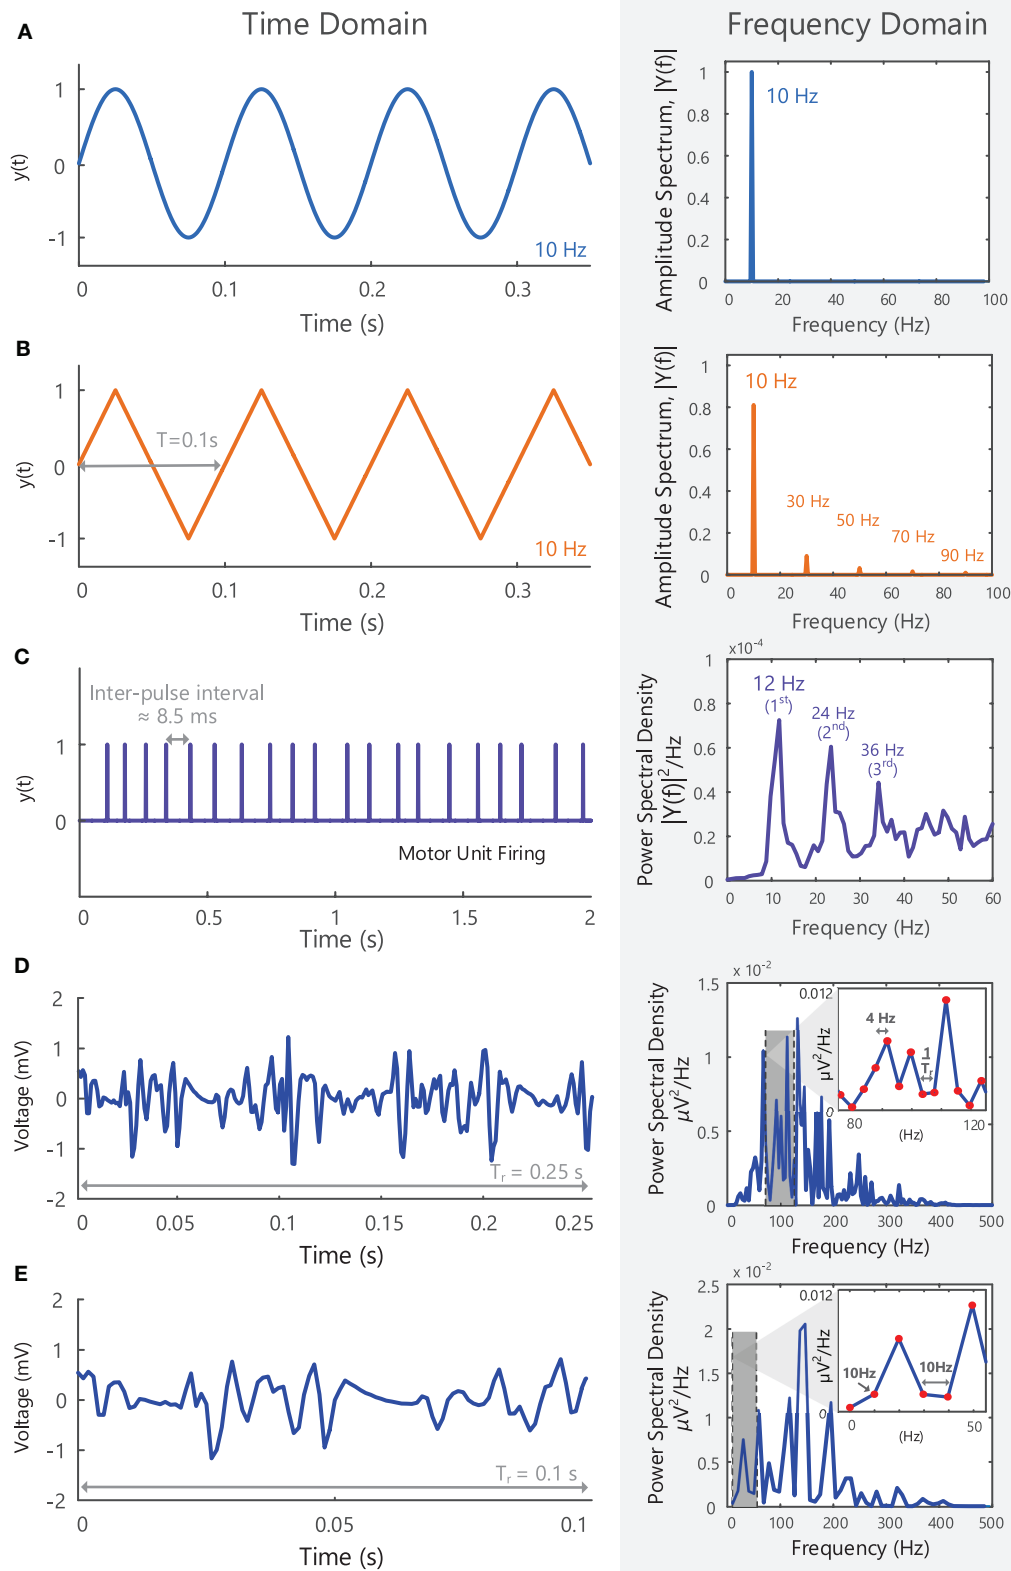 Time Domain
Frequency Domain
A
y(t)
1
0
-1
10 Hz
0
0.1
0.2
0.3
Time (s)
Amplitude Spectrum, |Y(f)|
1
0.8
0.6
0.4
0.2
0
10 Hz
0
20
40
60
80
100
Frequency (Hz)
B
y(t)
1
0
-1
T=0.1s
10 Hz
0
0.1
0.2
0.3
Time (s)
Amplitude Spectrum, |Y(f)|
1
0.8
0.6
0.4
0.2
0
10 Hz
30 Hz
50 Hz
70 Hz
90 Hz
0
20
40
60
80
100
Frequency (Hz)
C
y(t)
Inter-pulse interval
≈ 8.5 ms
1
0
Motor Unit Firing
0
0.5
1
1.5
2
Time (s)
Power Spectral Density
|Y(f)|²/Hz
x10⁻⁴
1
0.8
0.6
0.4
0.2
0
12 Hz
(1ˢᵗ)
24 Hz
(2ⁿᵈ)
36 Hz
(3ʳᵈ)
0
10
20
30
40
50
60
Frequency (Hz)
D
Voltage (mV)
2
1
0
-1
-2
Tᵣ = 0.25s
0
0.05
0.1
0.15
0.2
0.25
Time (s)
Power Spectral Density
μV²/Hz
x 10⁻²
1.5
1
0.5
0
0
100
200
300
400
500
Frequency (Hz)
0.012
μV²/Hz
0
4 Hz
1
Tᵣ
80
120
(Hz)
E
Voltage (mV)
2
1
0
-1
-2
Tᵣ = 0.1 s
0
0.05
0.1
Time (s)
Power Spectral Density
μV²/Hz
x 10⁻²
2.5
2
1.5
1
0.5
0
0
100
200
300
400
500
Frequency (Hz)
0.012
μV²/Hz
0
10Hz
10Hz
0
50
(Hz)